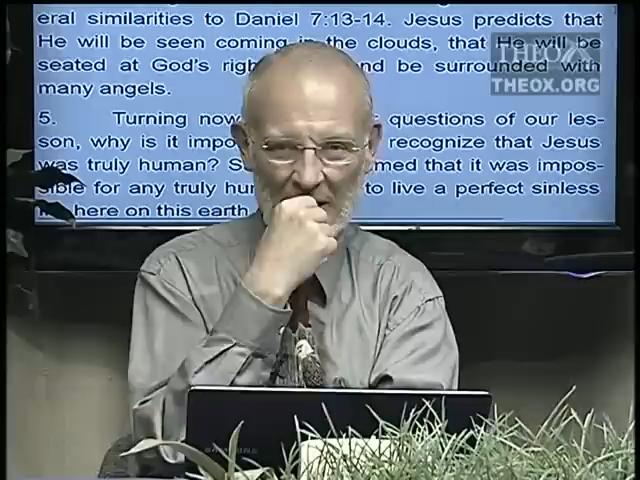 eral similarities to Daniel 7:13-14. Jesus predicts that
He will be seen coming in the clouds, that He will be
seated at God's right and be surrounded with
many angels.
THEOX
THEOX.ORG
5. Turning now questions of our les-
son, why is it impo recognize that Jesus
was truly human? S med that it was impos-
sible for any truly hu to live a perfect sinless
life here on this earth